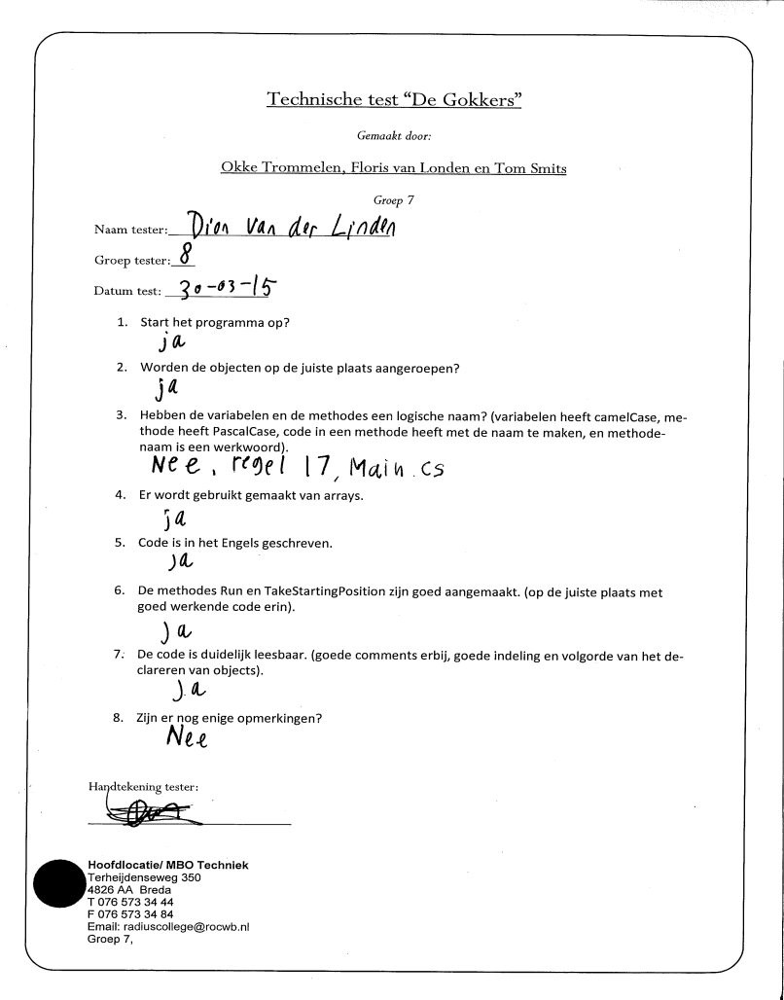 Technische test “De Gokkers”
Gemaakt door:
Okke Trommelen, Floris van Londen en Tom Smits
Groep 7
Naam tester: Dion van der Linden
Groep tester: 8
Datum test: 30-03-15
1. Start het programma op?
ja
2. Worden de objecten op de juiste plaats aangeroepen?
ja
3. Hebben de variabelen en de methodes een logische naam? (variabelen heeft camelCase, me-
thode heeft PascalCase, code in een methode heeft met de naam te maken, en methode-
naam is een werkwoord).
Nee, regel 17, Main.cs
4. Er wordt gebruikt gemaakt van arrays.
ja
5. Code is in het Engels geschreven.
ja
6. De methodes Run en TakeStartingPosition zijn goed aangemaakt. (op de juiste plaats met
goed werkende code erin).
ja
7. De code is duidelijk leesbaar. (goede comments erbij, goede indeling en volgorde van het de-
clareren van objects).
ja
8. Zijn er nog enige opmerkingen?
Nee
Handtekening tester:
Hoofdlocatie/ MBO Techniek
Terheijdenseweg 350
4826 AA Breda
T 076 573 34 44
F 076 573 34 84
Email: radiuscollege@rocwb.nl
Groep 7,